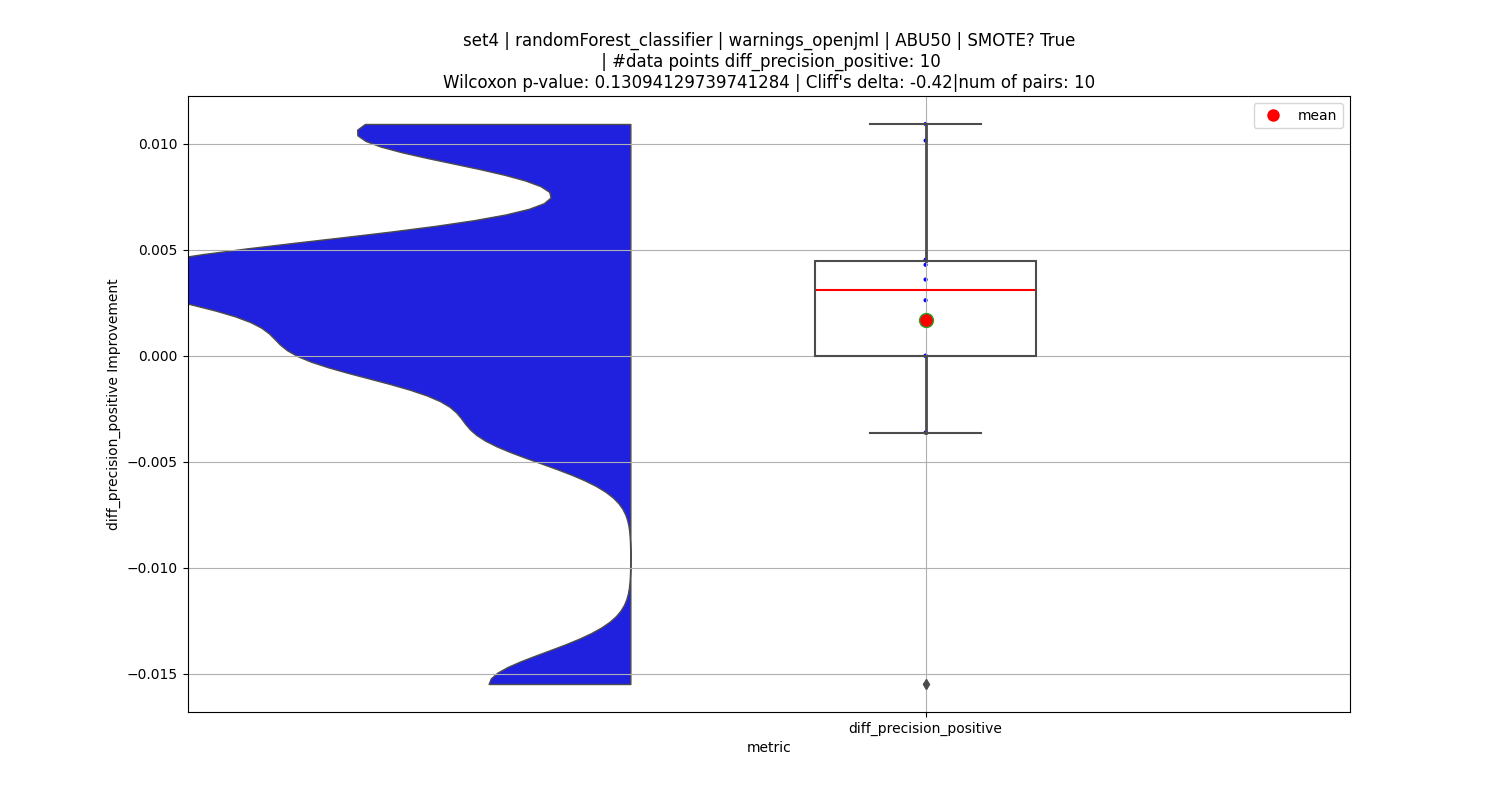 set4 | randomForest_classifier | warnings_openjml | ABU50 | SMOTE? True
| #data points diff_precision_positive: 10
Wilcoxon p-value: 0.13094129739741284 | Cliff's delta: -0.42|num of pairs: 10
mean
0.010
0.005
0.000
−0.005
−0.010
−0.015
diff_precision_positive Improvement
diff_precision_positive
metric